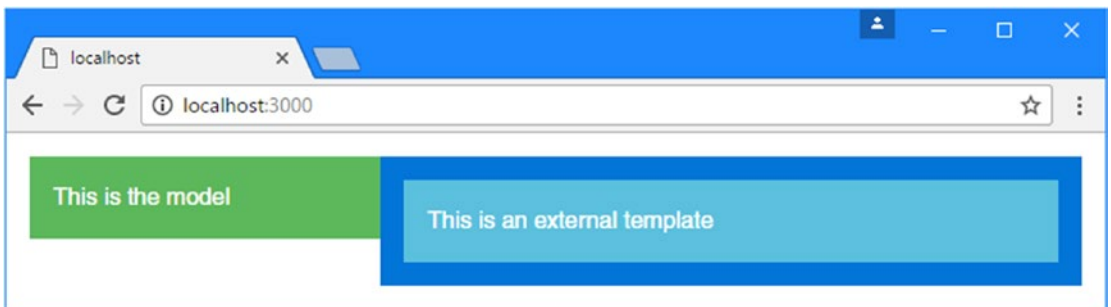 localhost
localhost:3000
This is the model
This is an external template